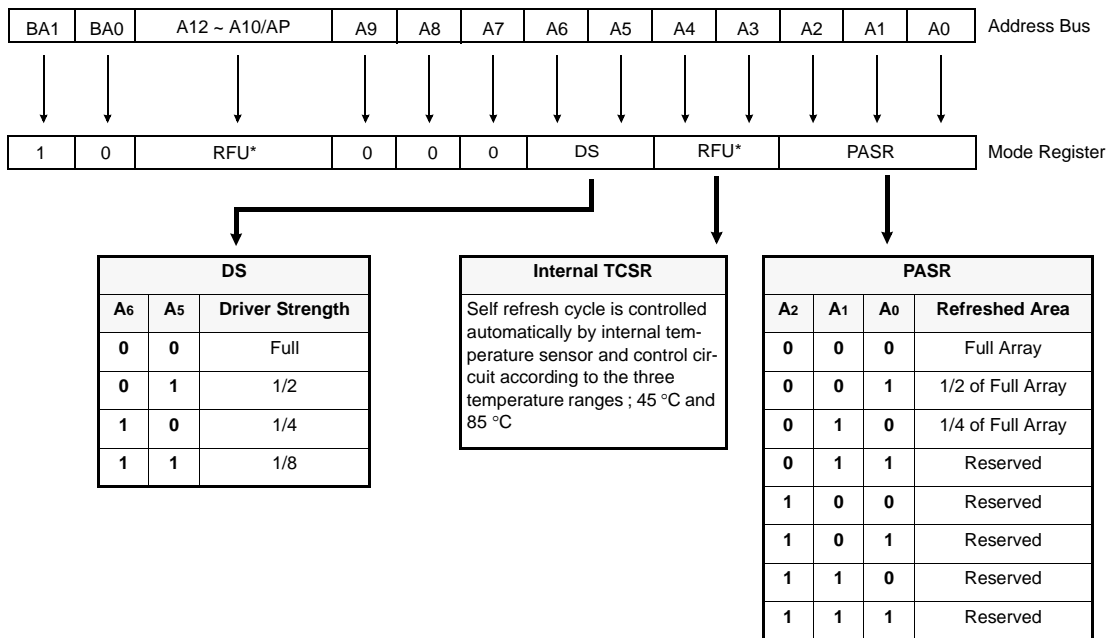 BA1 BA0 A12 ~ A10/AP A9 A8 A7 A6 A5 A4 A3 A2 A1 A0 Address Bus
1 0 RFU* 0 0 0 DS RFU* PASR Mode Register
DS
A6 A5 Driver Strength
0 0 Full
0 1 1/2
1 0 1/4
1 1 1/8
Internal TCSR
Self refresh cycle is controlled
automatically by internal tem-
perature sensor and control cir-
cuit according to the three
temperature ranges ; 45 °C and
85 °C
PASR
A2 A1 A0 Refreshed Area
0 0 0 Full Array
0 0 1 1/2 of Full Array
0 1 0 1/4 of Full Array
0 1 1 Reserved
1 0 0 Reserved
1 0 1 Reserved
1 1 0 Reserved
1 1 1 Reserved